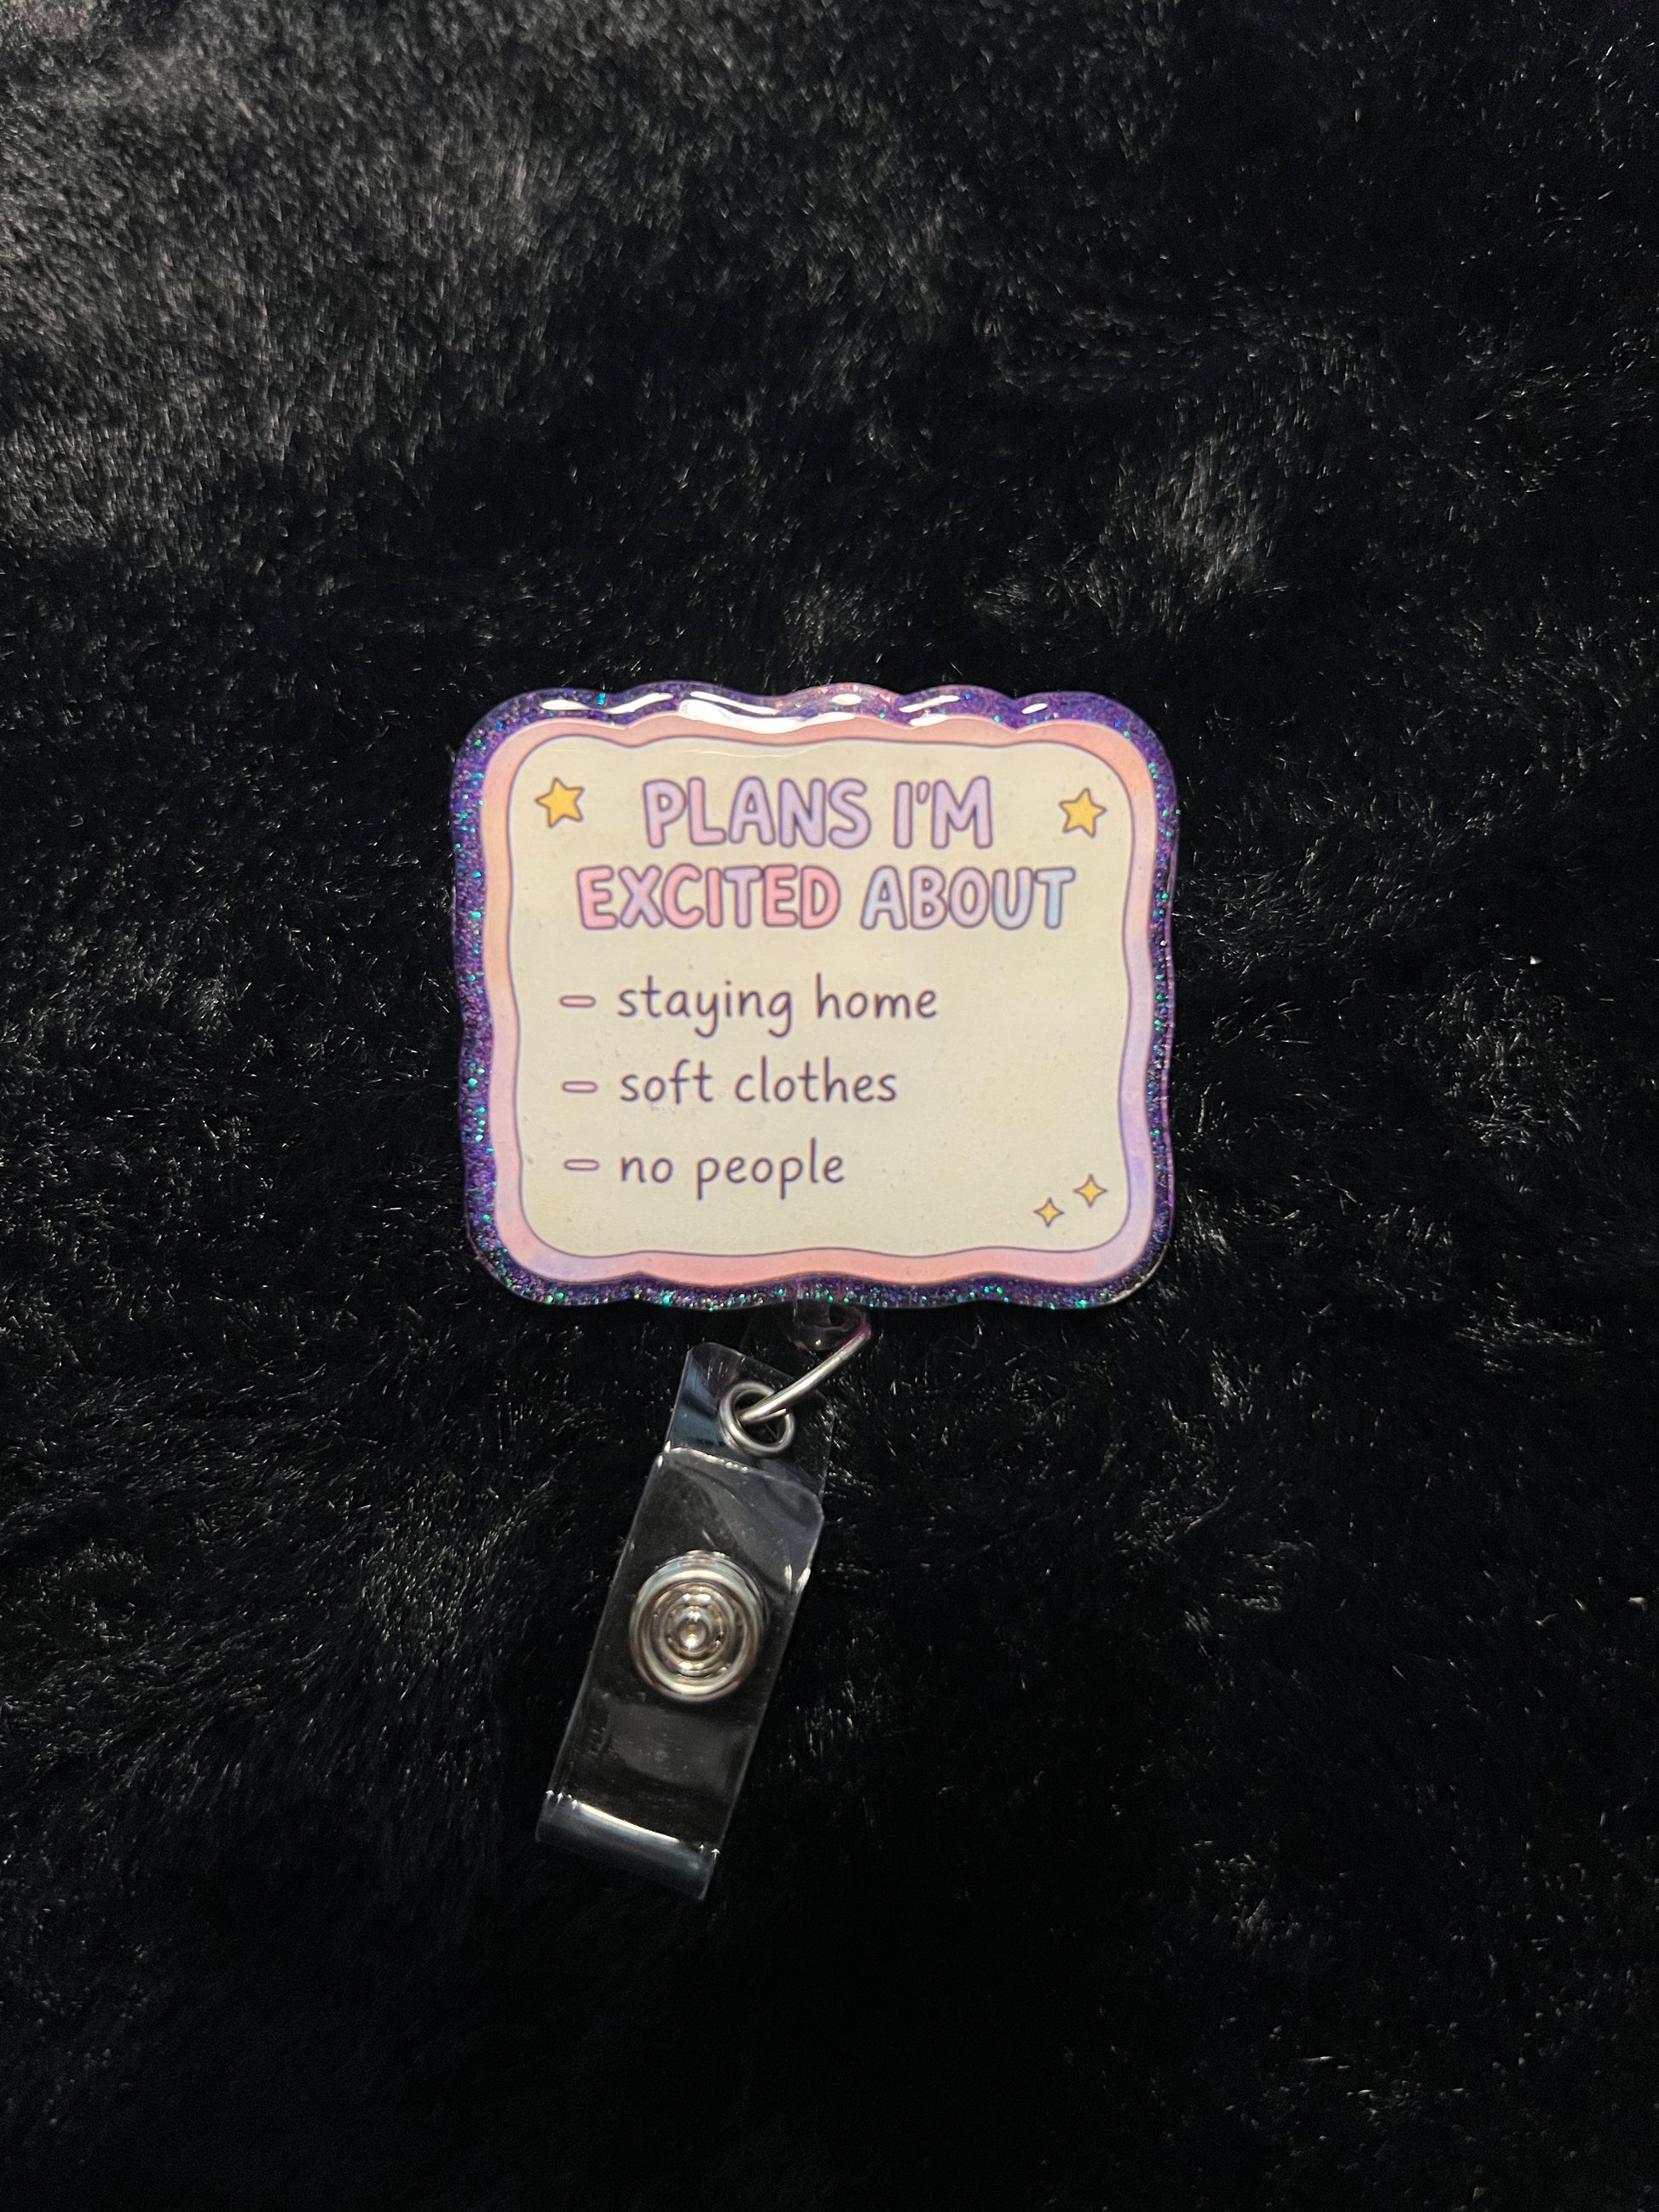 PLANS I'M
EXCITED ABOUT
- staying home
- soft clothes
- no people